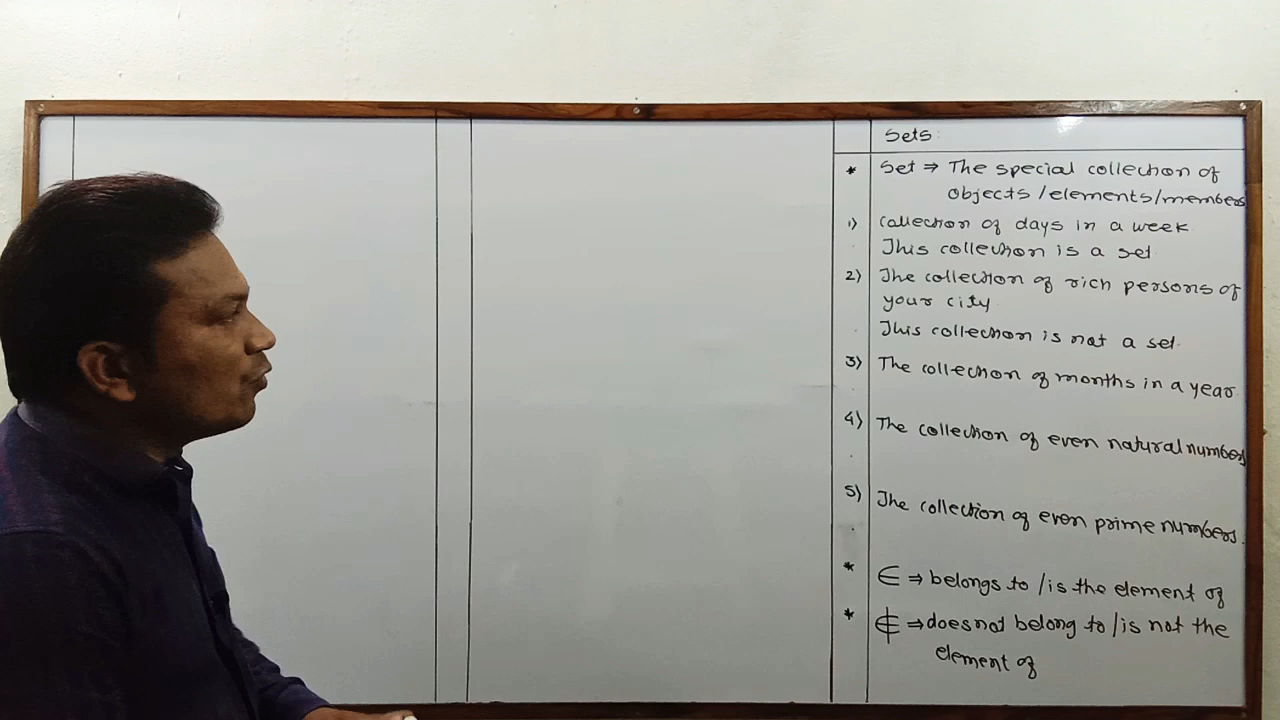 Sets:
* Set ⇒ The special collection of
objects/elements/members
1) collection of days in a week
This collection is a set.
2) The collection of rich persons of
your city
This collection is not a set.
3) The collection of months in a year.
4) The collection of even natural numbers
5) The collection of even prime numbers.
* ∈ ⇒ belongs to /is the element of
* ∉ ⇒ does not belong to /is not the
element of